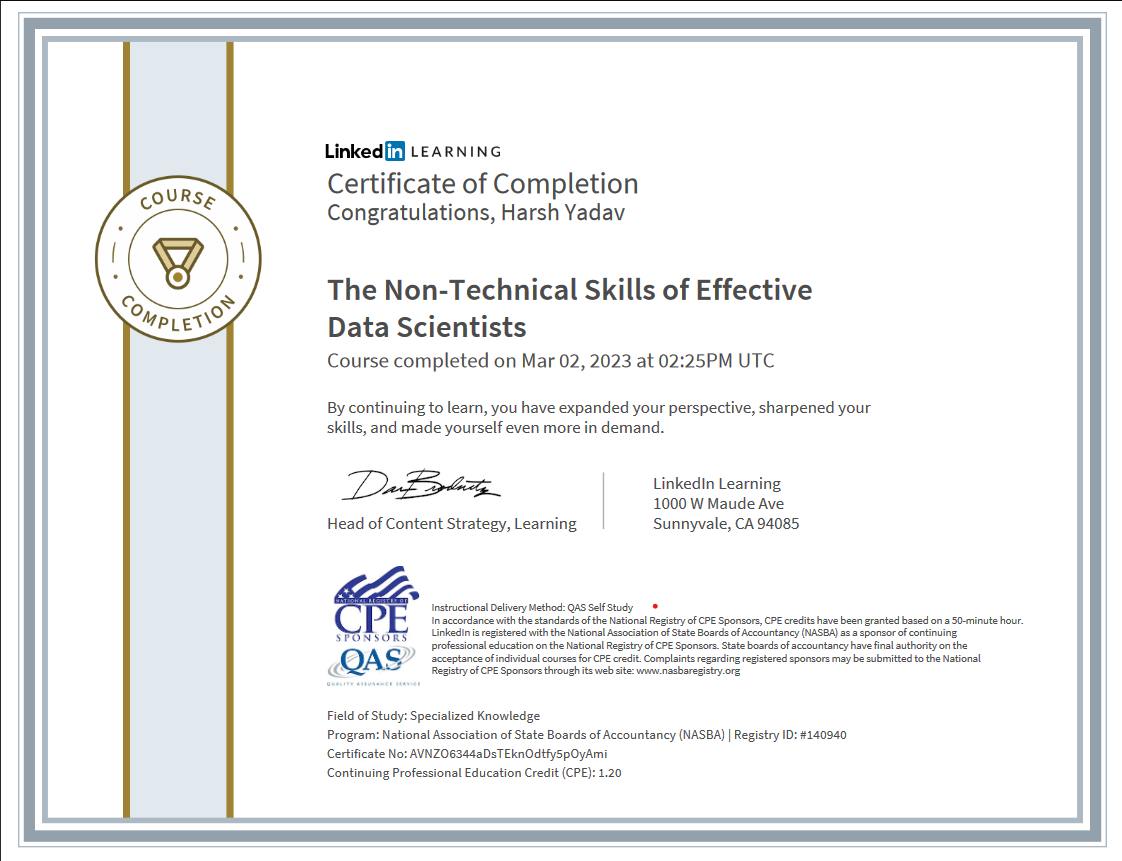 LinkedIn LEARNING
Certificate of Completion
Congratulations, Harsh Yadav
COURSE
COMPLETION
The Non-Technical Skills of Effective
Data Scientists
Course completed on Mar 02, 2023 at 02:25PM UTC
By continuing to learn, you have expanded your perspective, sharpened your
skills, and made yourself even more in demand.
Head of Content Strategy, Learning
LinkedIn Learning
1000 W Maude Ave
Sunnyvale, CA 94085
NATIONAL REGISTRY OF
CPE
SPONSORS
QAS
QUALITY ASSURANCE SERVICE
Instructional Delivery Method: QAS Self Study
In accordance with the standards of the National Registry of CPE Sponsors, CPE credits have been granted based on a 50-minute hour.
LinkedIn is registered with the National Association of State Boards of Accountancy (NASBA) as a sponsor of continuing
professional education on the National Registry of CPE Sponsors. State boards of accountancy have final authority on the
acceptance of individual courses for CPE credit. Complaints regarding registered sponsors may be submitted to the National
Registry of CPE Sponsors through its web site: www.nasbaregistry.org
Field of Study: Specialized Knowledge
Program: National Association of State Boards of Accountancy (NASBA) | Registry ID: #140940
Certificate No: AVNZO6344aDsTEknOdtfy5pOyAmi
Continuing Professional Education Credit (CPE): 1.20